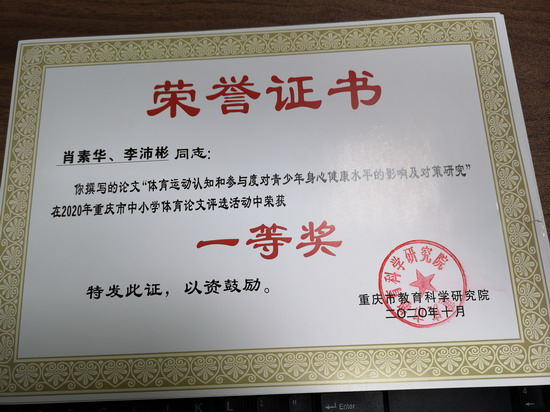 荣誉证书
肖素华、李沛彬 同志：
你撰写的论文“体育运动认知和参与度对青少年身心健康水平的影响及对策研究”
在2020年重庆市中小学体育论文评选活动中荣获
一等奖
特发此证，以资鼓励。
重庆市教育科学研究院
二〇二〇年十月
Enter